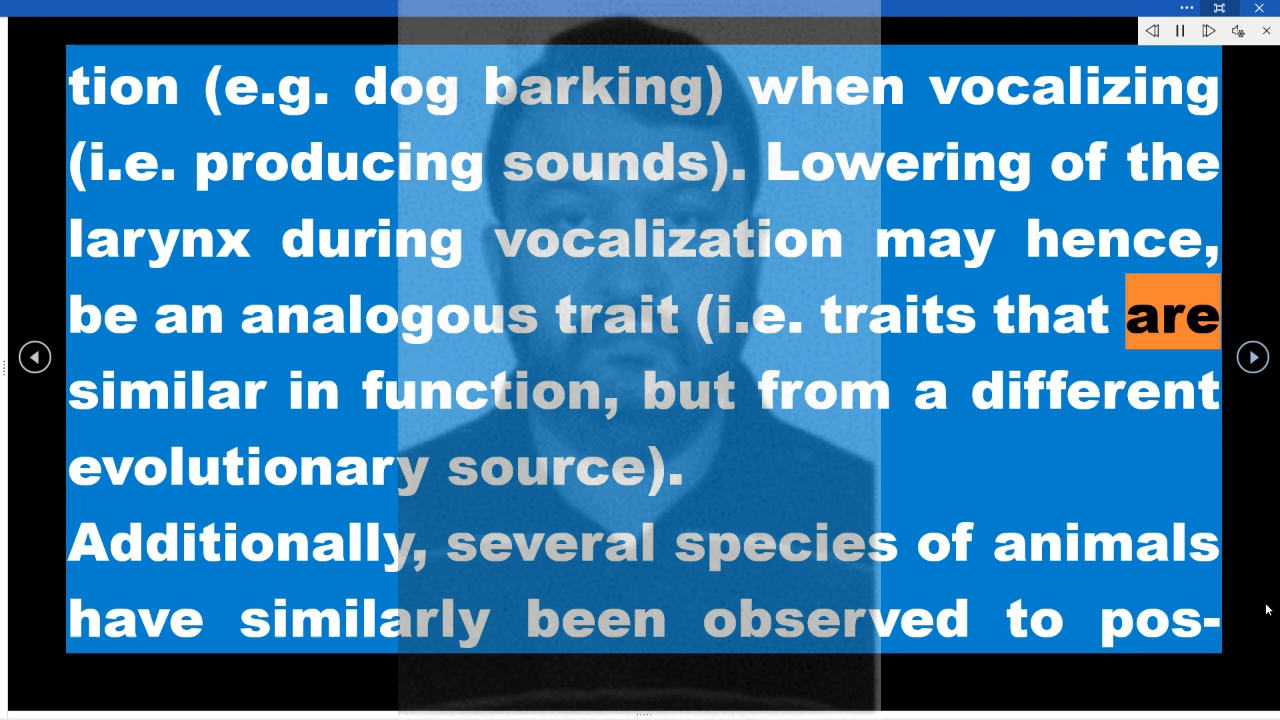 tion (e.g. dog barking) when vocalizing
(i.e. producing sounds). Lowering of the
larynx during vocalization may hence,
be an analogous trait (i.e. traits that are
similar in function, but from a different
evolutionary source).
Additionally, several species of animals
have similarly been observed to pos-